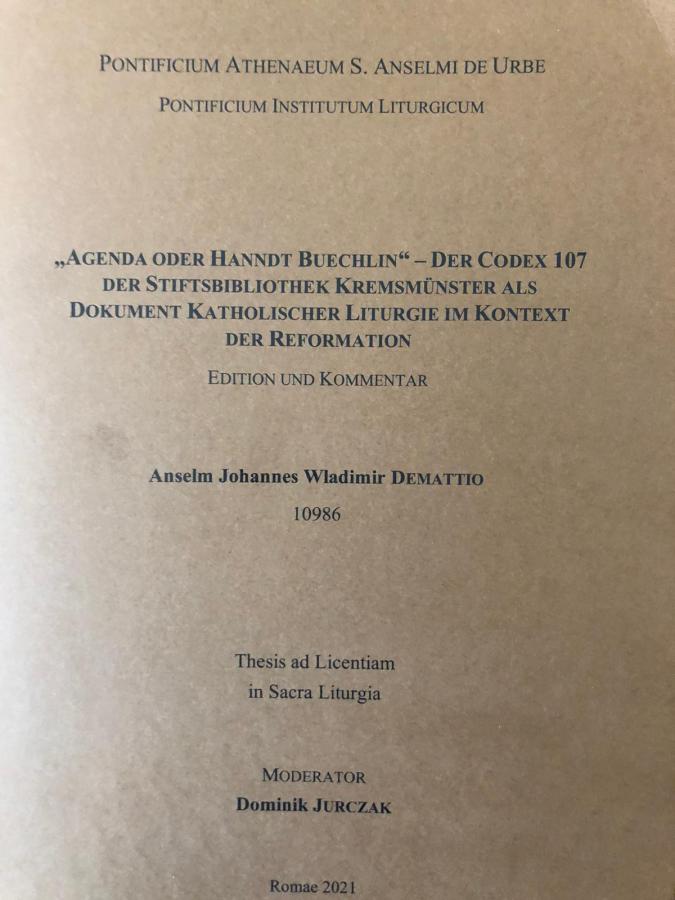 PONTIFICIUM ATHENAEUM S. ANSELMI DE URBE
PONTIFICIUM INSTITUTUM LITURGICUM
„AGENDA ODER HANNDT BUECHLIN“ – DER CODEX 107
DER STIFTSBIBLIOTHEK KREMSMÜNSTER ALS
DOKUMENT KATHOLISCHER LITURGIE IM KONTEXT
DER REFORMATION
EDITION UND KOMMENTAR
Anselm Johannes Wladimir DEMATTIO
10986
Thesis ad Licentiam
in Sacra Liturgia
MODERATOR
Dominik JURCZAK
Romae 2021